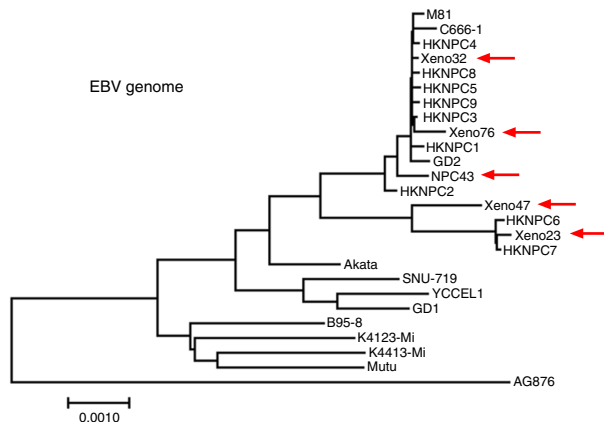 M81
C666-1
HKNPC4
Xeno32
HKNPC8
EBV genome
HKNPC5
HKNPC9
HKNPC3
Xeno76
HKNPC1
GD2
NPC43
HKNPC2
Xeno47
HKNPC6
Xeno23
HKNPC7
Akata
SNU-719
YCCEL1
GD1
B95-8
K4123-Mi
K4413-Mi
Mutu
AG876
0.0010